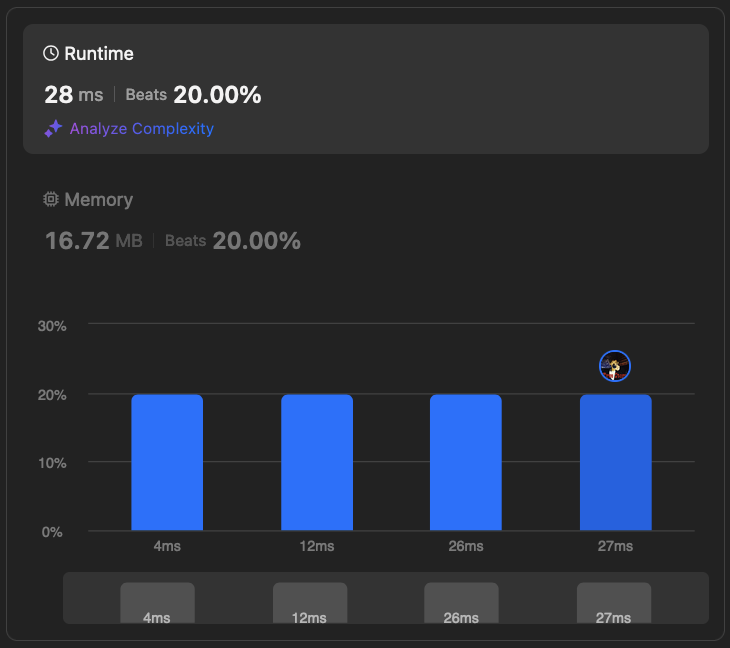 Runtime
28 ms | Beats 20.00%
Analyze Complexity
Memory
16.72 MB | Beats 20.00%
30%
20%
10%
0%
4ms 12ms 26ms 27ms
4ms 12ms 26ms 27ms